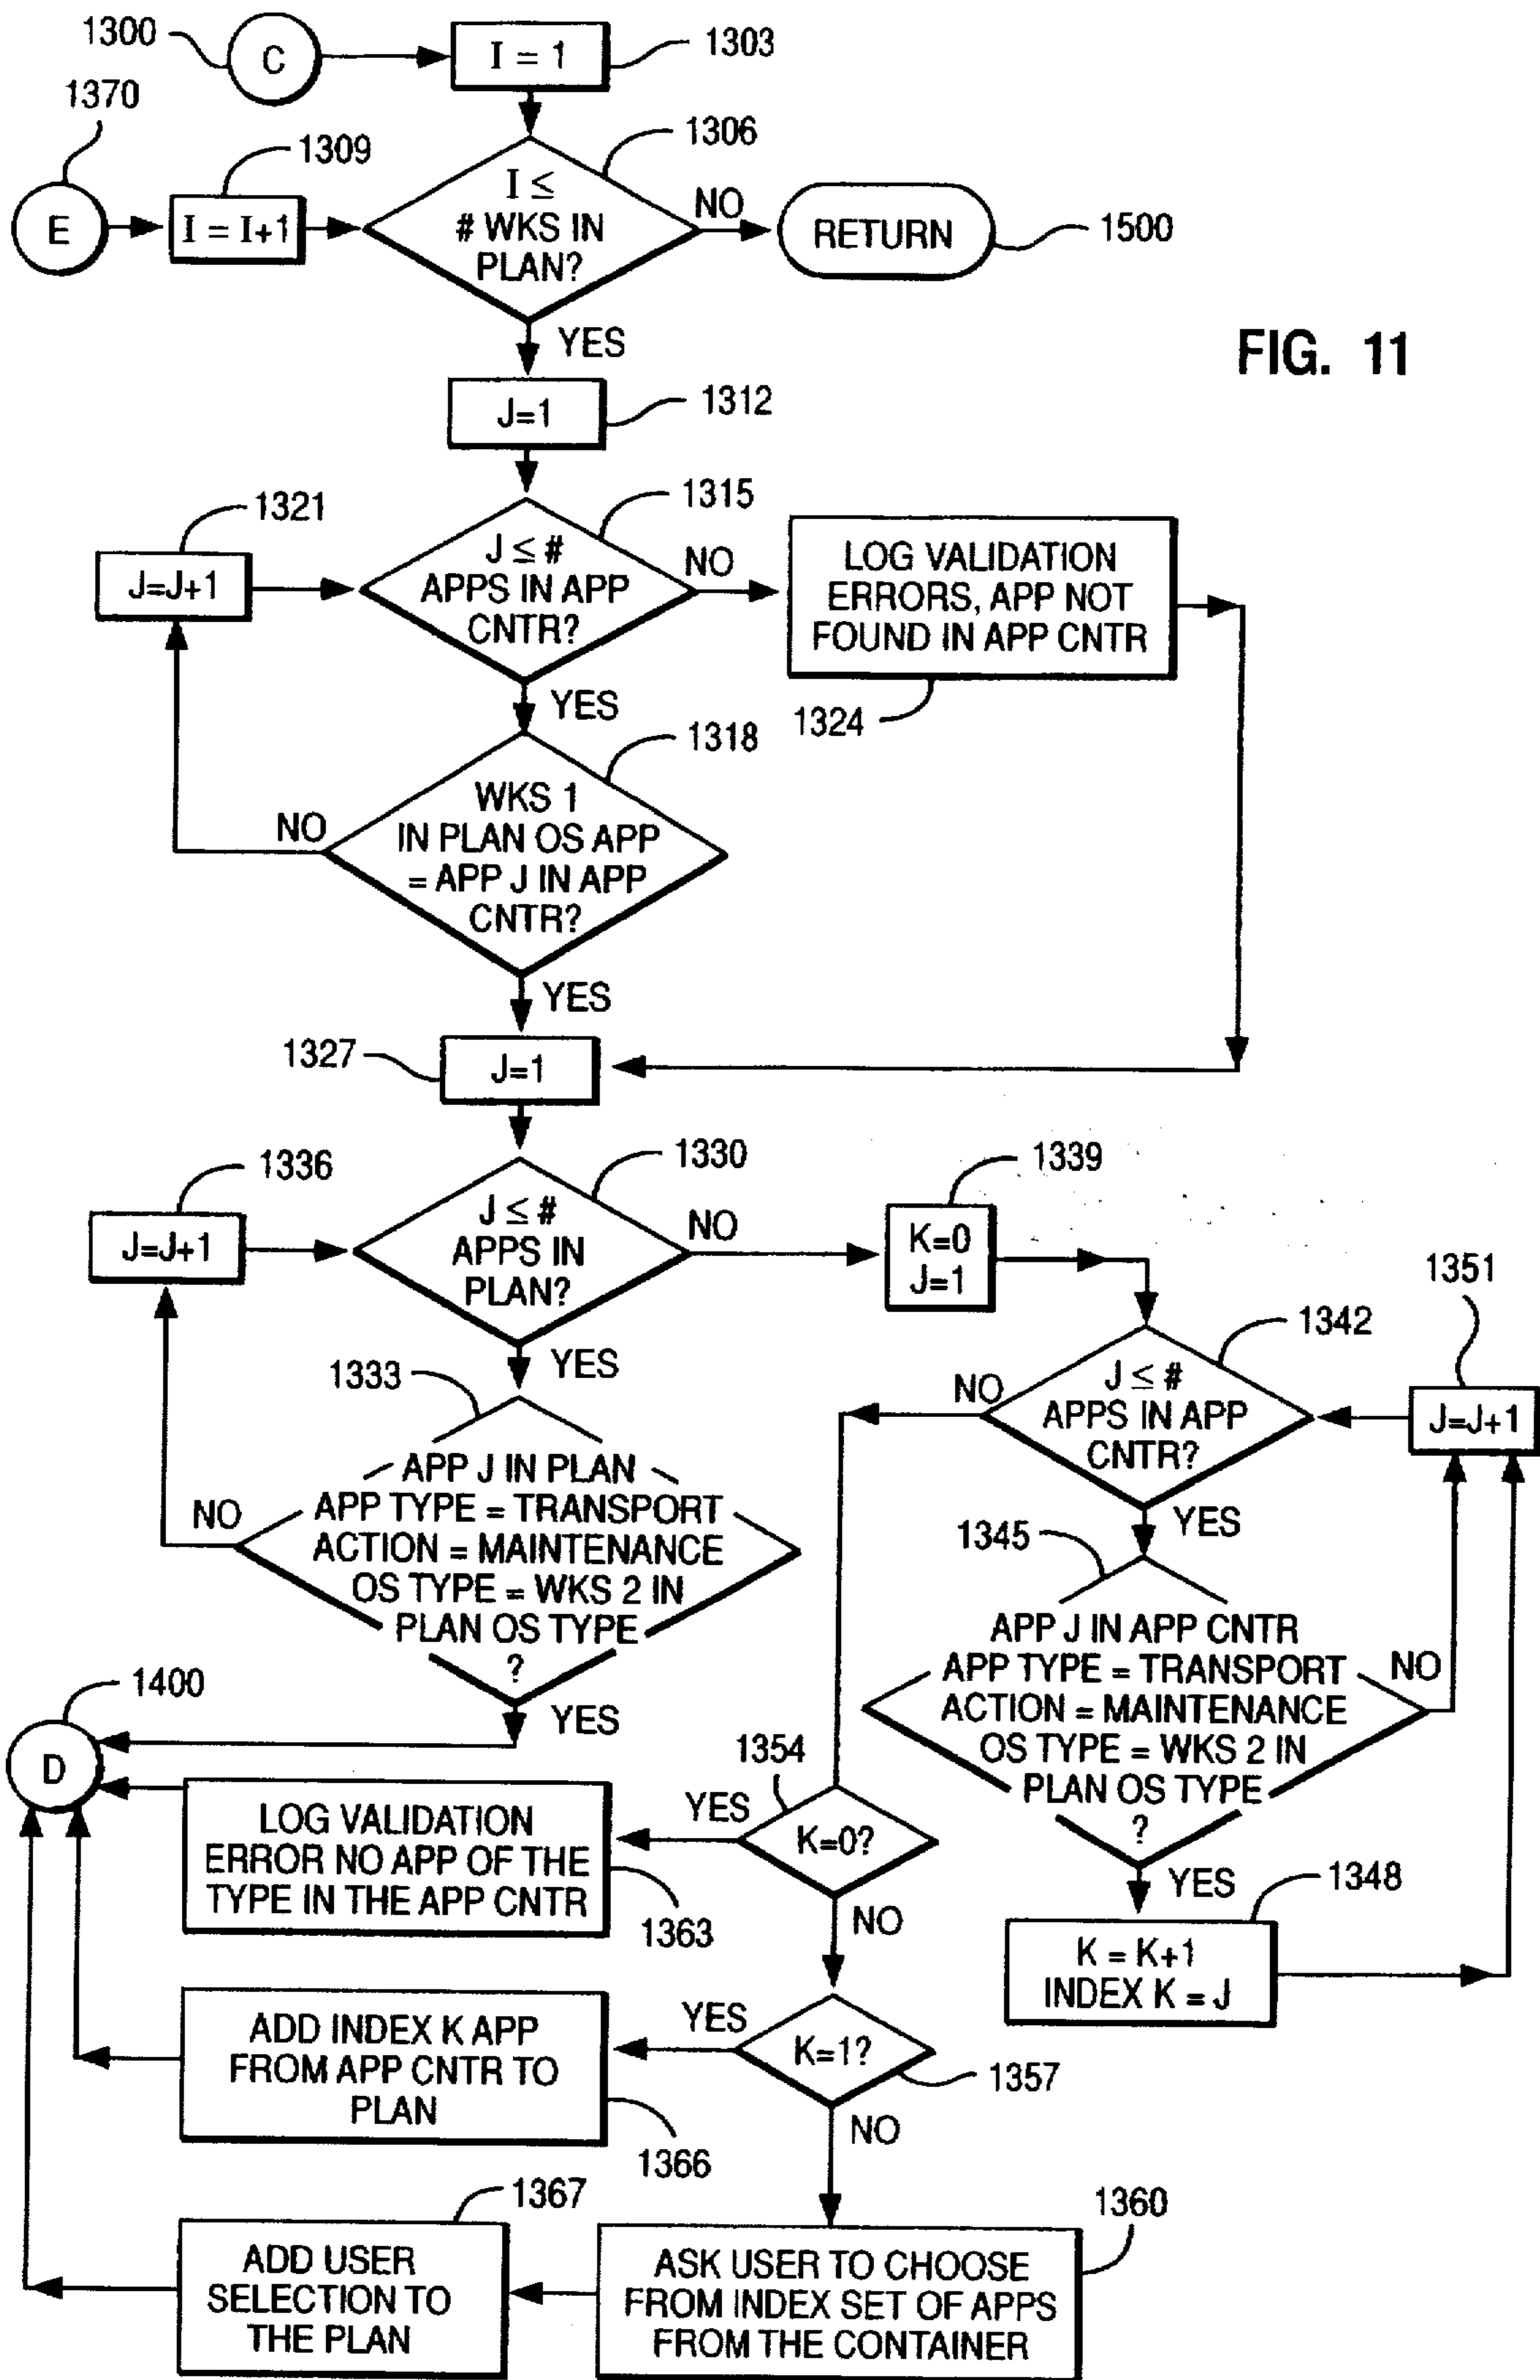 1300
C
I = 1
1303
1370
1309
1306
E
I = I+1
I ≤
# WKS IN
PLAN?
NO
RETURN
1500
YES
FIG. 11
J=1
1312
1321
1315
J=J+1
J ≤ #
APPS IN APP
CNTR?
NO
LOG VALIDATION
ERRORS, APP NOT
FOUND IN APP CNTR
1324
YES
1318
WKS 1
IN PLAN OS APP
= APP J IN APP
CNTR?
NO
YES
1327
J=1
1336
1330
1339
J=J+1
J ≤ #
APPS IN
PLAN?
NO
K=0
J=1
1351
1342
YES
1333
J ≤ #
APPS IN APP
CNTR?
NO
J=J+1
APP J IN PLAN
APP TYPE = TRANSPORT
ACTION = MAINTENANCE
OS TYPE = WKS 2 IN
PLAN OS TYPE
?
NO
YES
YES
1345
APP J IN APP CNTR
APP TYPE = TRANSPORT
ACTION = MAINTENANCE
OS TYPE = WKS 2 IN
PLAN OS TYPE
?
NO
YES
1400
D
1354
LOG VALIDATION
ERROR NO APP OF THE
TYPE IN THE APP CNTR
1363
YES
K=0?
NO
1348
K = K+1
INDEX K = J
ADD INDEX K APP
FROM APP CNTR TO
PLAN
1366
YES
K=1?
1357
NO
1367
1360
ADD USER
SELECTION TO
THE PLAN
ASK USER TO CHOOSE
FROM INDEX SET OF APPS
FROM THE CONTAINER